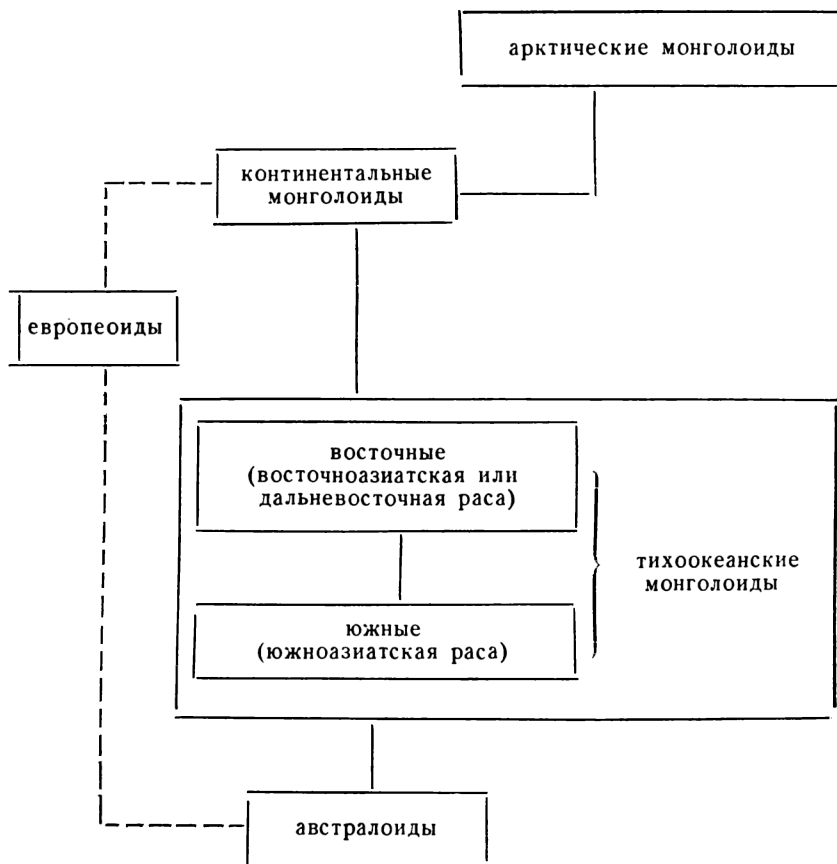 арктические монголоиды
континентальные
монголоиды
европеоиды
восточные
(восточноазиатская или
дальневосточная раса)
тихоокеанские
монголоиды
южные
(южноазиатская раса)
австралоиды